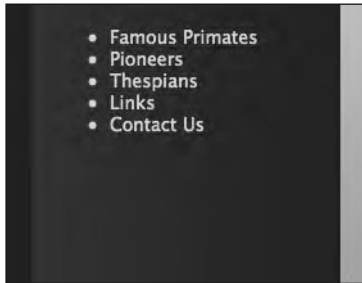 • Famous Primates
• Pioneers
• Thespians
• Links
• Contact Us